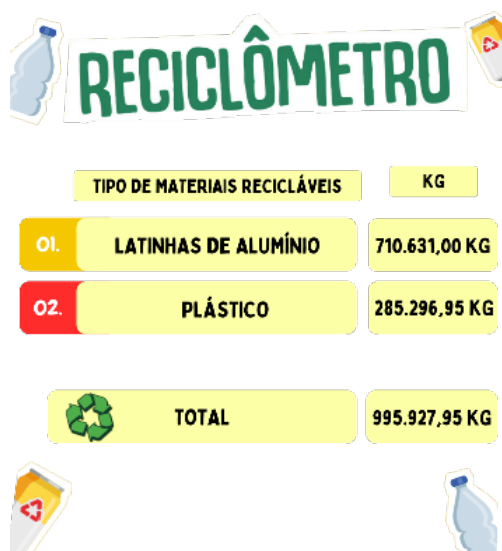 RECICLÔMETRO
TIPO DE MATERIAIS RECICLÁVEIS KG
01. LATINHAS DE ALUMÍNIO 710.631,00 KG
02. PLÁSTICO 285.296,95 KG
TOTAL 995.927,95 KG